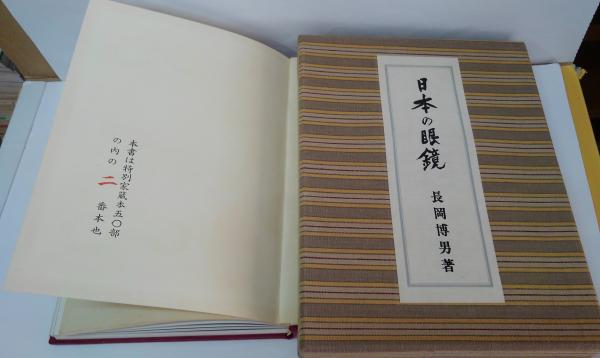 日本の眼鏡
長岡博男著
本書は特別家蔵本五〇部
の内の 二 番本也